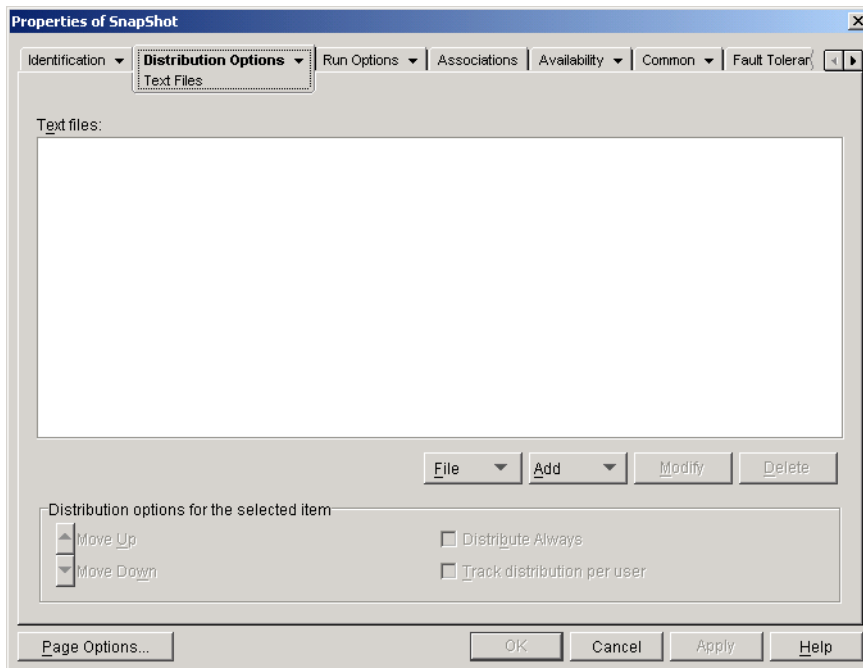 Properties of SnapShot
Identification Distribution Options Run Options Associations Availability Common Fault Toleran
Text Files
Text files:
File Add Modify Delete
Distribution options for the selected item
Move Up Distribute Always
Move Down Track distribution per user
Page Options... OK Cancel Apply Help